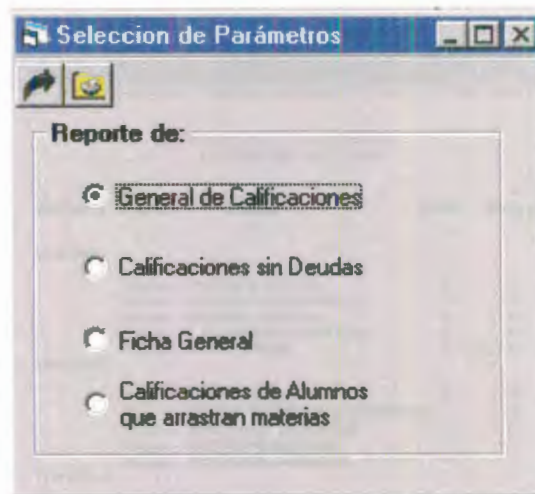 Seleccion de Parámetros
Reporte de:
General de Calificaciones
Calificaciones sin Deudas
Ficha General
Calificaciones de Alumnos
que arrastran materias